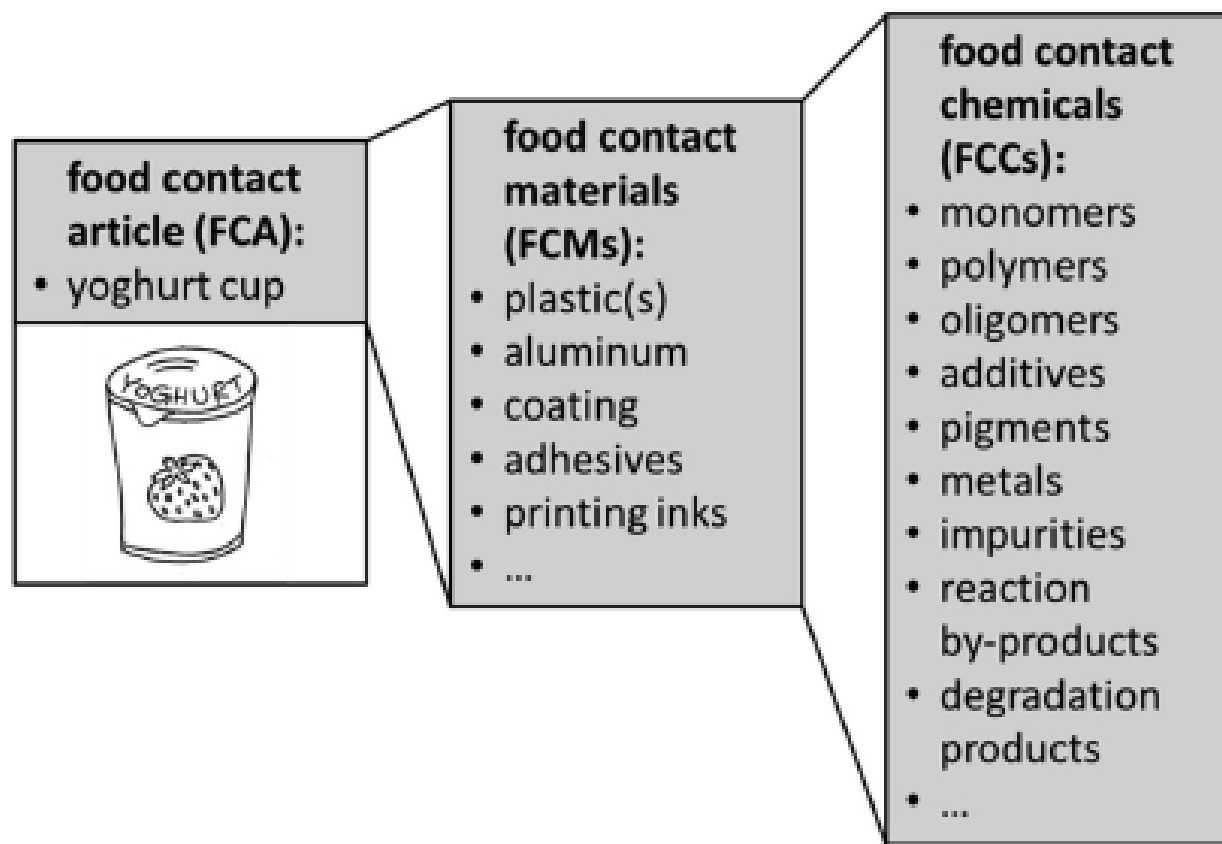 food contact
article (FCA):
• yoghurt cup
YOGHURT
food contact
materials
(FCMs):
• plastic(s)
• aluminum
• coating
• adhesives
• printing inks
• ...
food contact
chemicals
(FCCs):
• monomers
• polymers
• oligomers
• additives
• pigments
• metals
• impurities
• reaction
by-products
• degradation
products
• ...